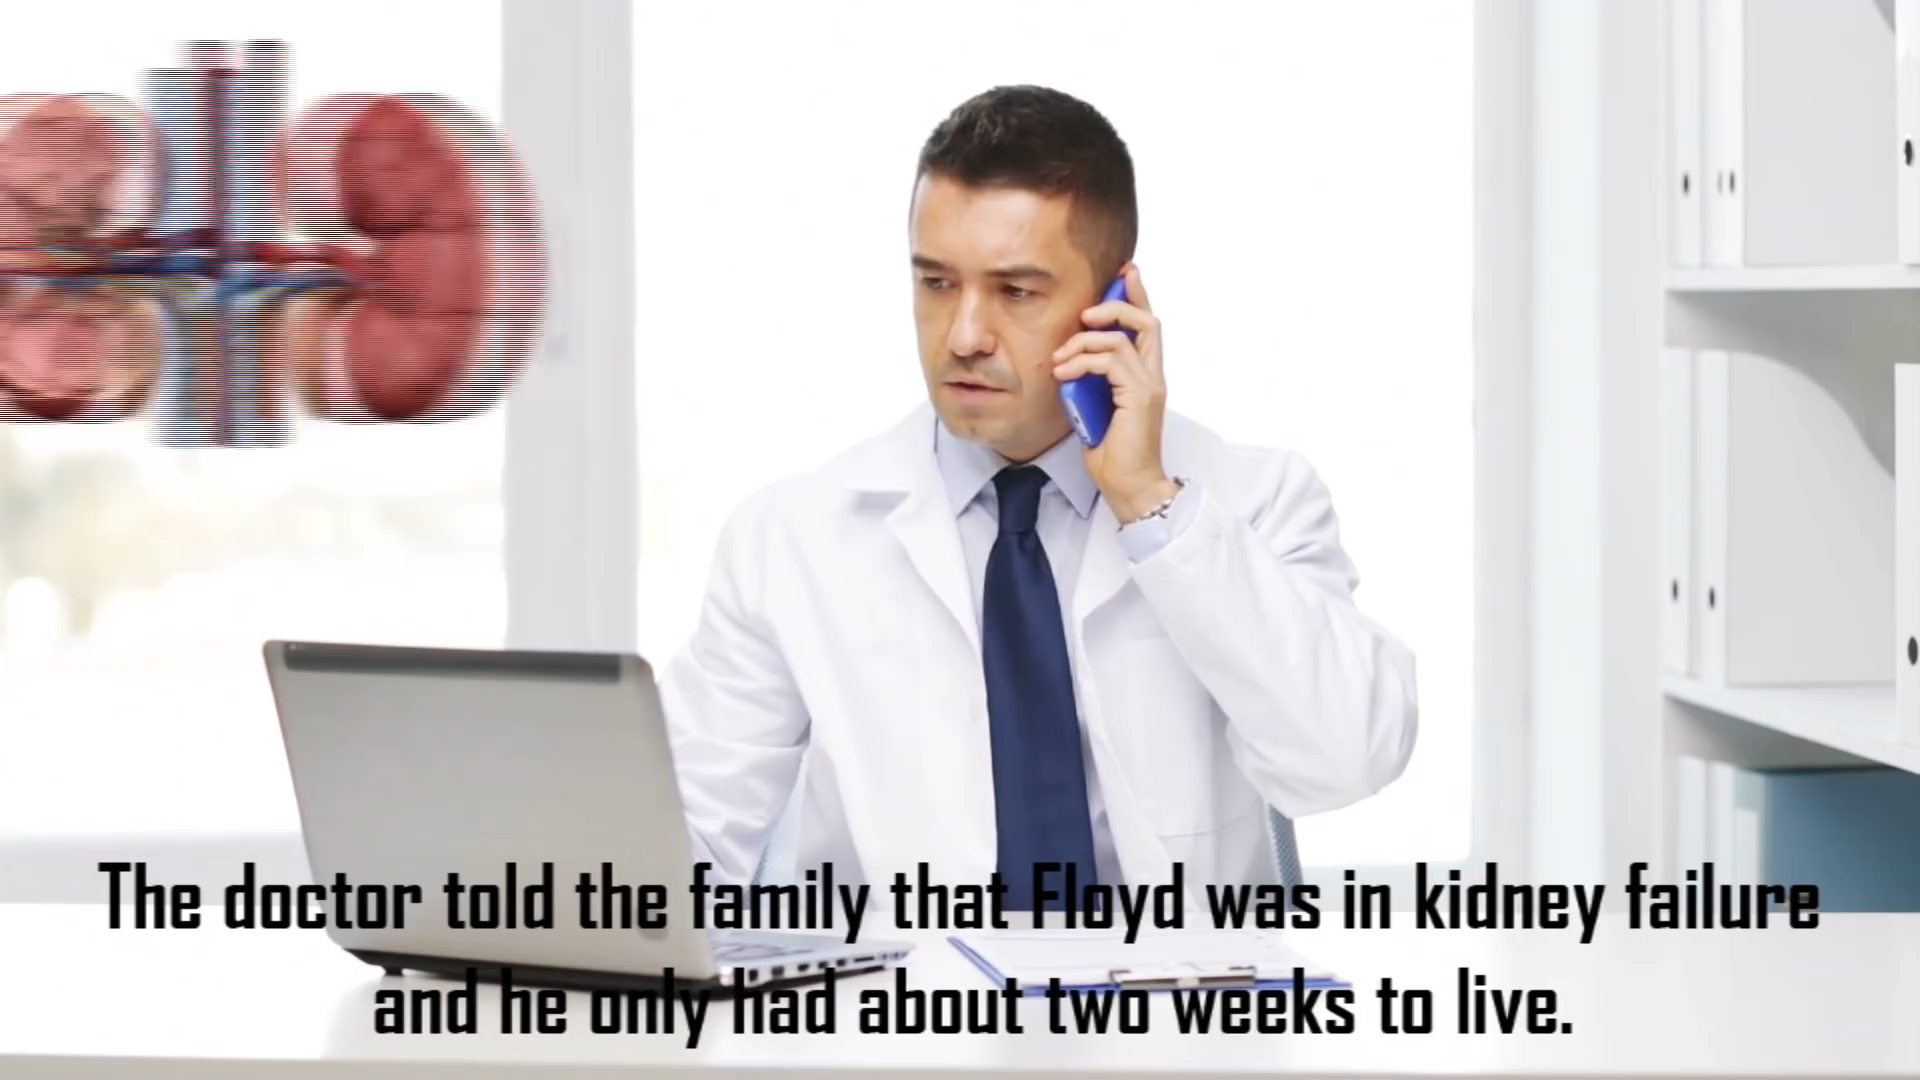 The doctor told the family that Floyd was in kidney failure
and he only had about two weeks to live.